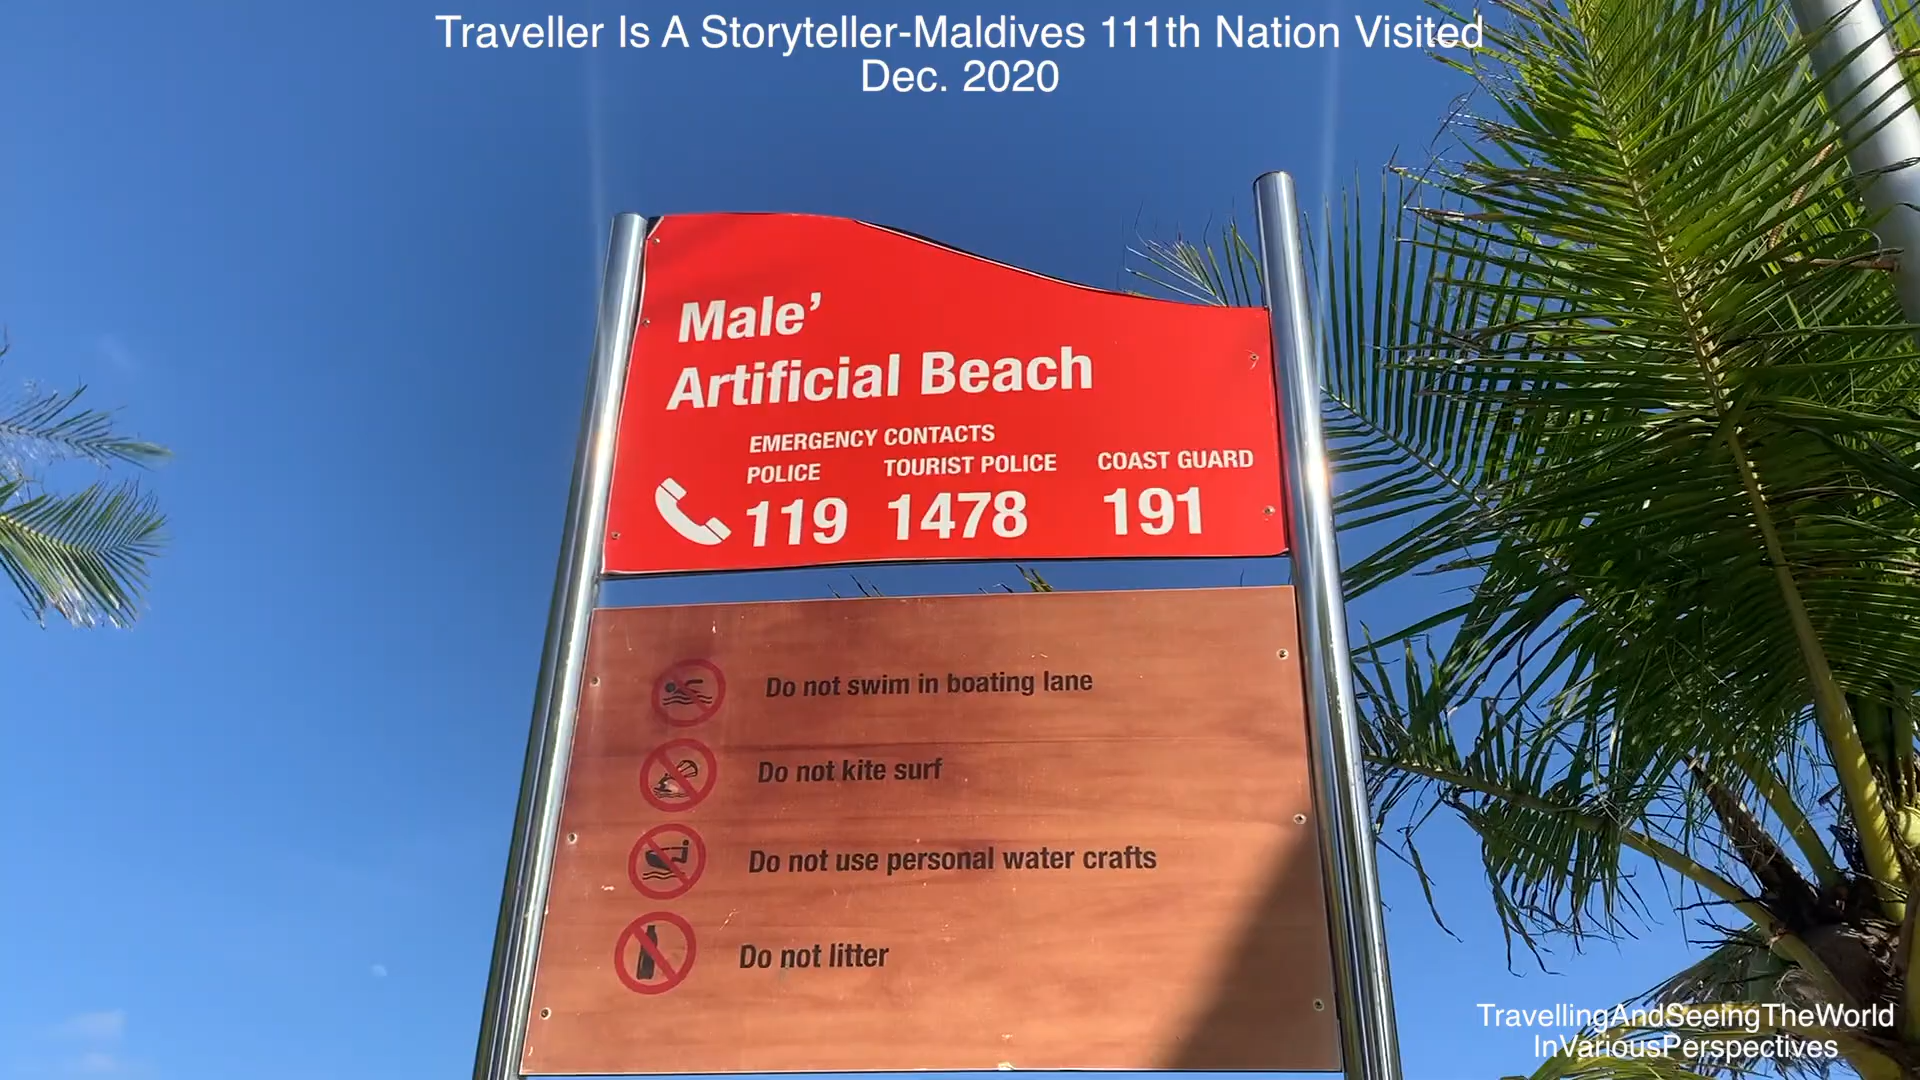 Traveller Is A Storyteller-Maldives 111th Nation Visited
Dec. 2020
Male’
Artificial Beach
EMERGENCY CONTACTS
POLICE TOURIST POLICE COAST GUARD
119 1478 191
Do not swim in boating lane
Do not kite surf
Do not use personal water crafts
Do not litter
TravellingAndSeeingTheWorld
InVariousPerspectives